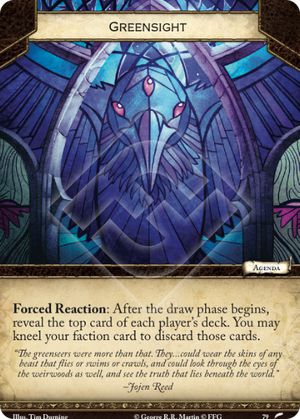 Greensight
Agenda
Forced Reaction: After the draw phase begins,
reveal the top card of each player's deck. You may
kneel your faction card to discard those cards.
"The greenseers were more than that. They...could wear the skins of any
beast that flies or swims or crawls, and could look through the eyes of
the weirwoods as well, and see the truth that lies beneath the world."
–Jojen Reed
Illus. Tim Durning © George R.R. Martin © FFG 79